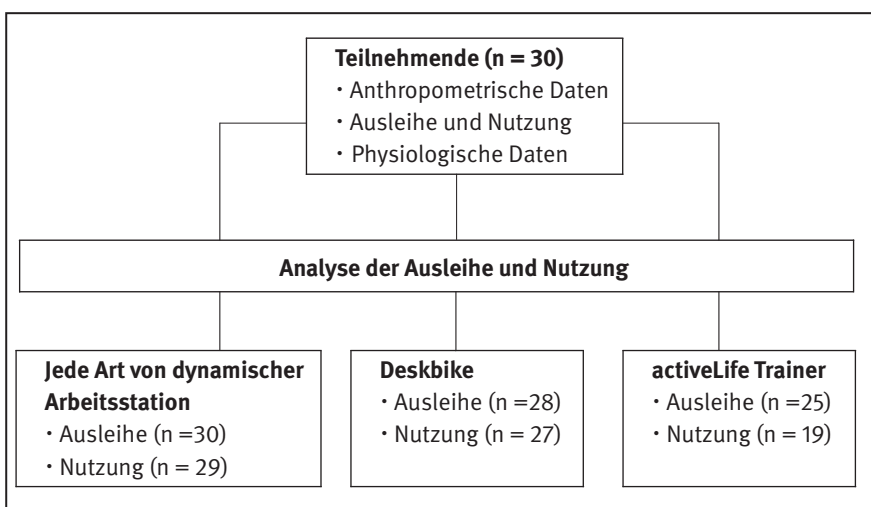 Teilnehmende (n = 30)
· Anthropometrische Daten
· Ausleihe und Nutzung
· Physiologische Daten
Analyse der Ausleihe und Nutzung
Jede Art von dynamischer
Arbeitsstation
· Ausleihe (n =30)
· Nutzung (n = 29)
Deskbike
· Ausleihe (n =28)
· Nutzung (n = 27)
activeLife Trainer
· Ausleihe (n =25)
· Nutzung (n = 19)